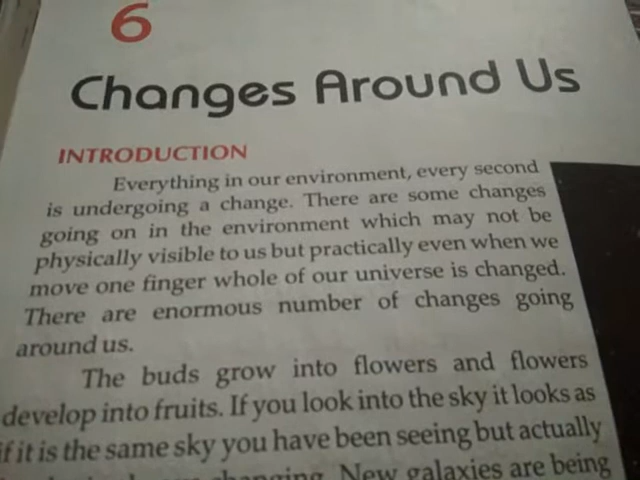 6
Changes Around Us
INTRODUCTION
Everything in our environment, every second
is undergoing a change. There are some changes
going on in the environment which may not be
physically visible to us but practically even when we
move one finger whole of our universe is changed.
There are enormous number of changes going
around us.
The buds grow into flowers and flowers
develop into fruits. If you look into the sky it looks as
if it is the same sky you have been seeing but actually
changing. New galaxies are being